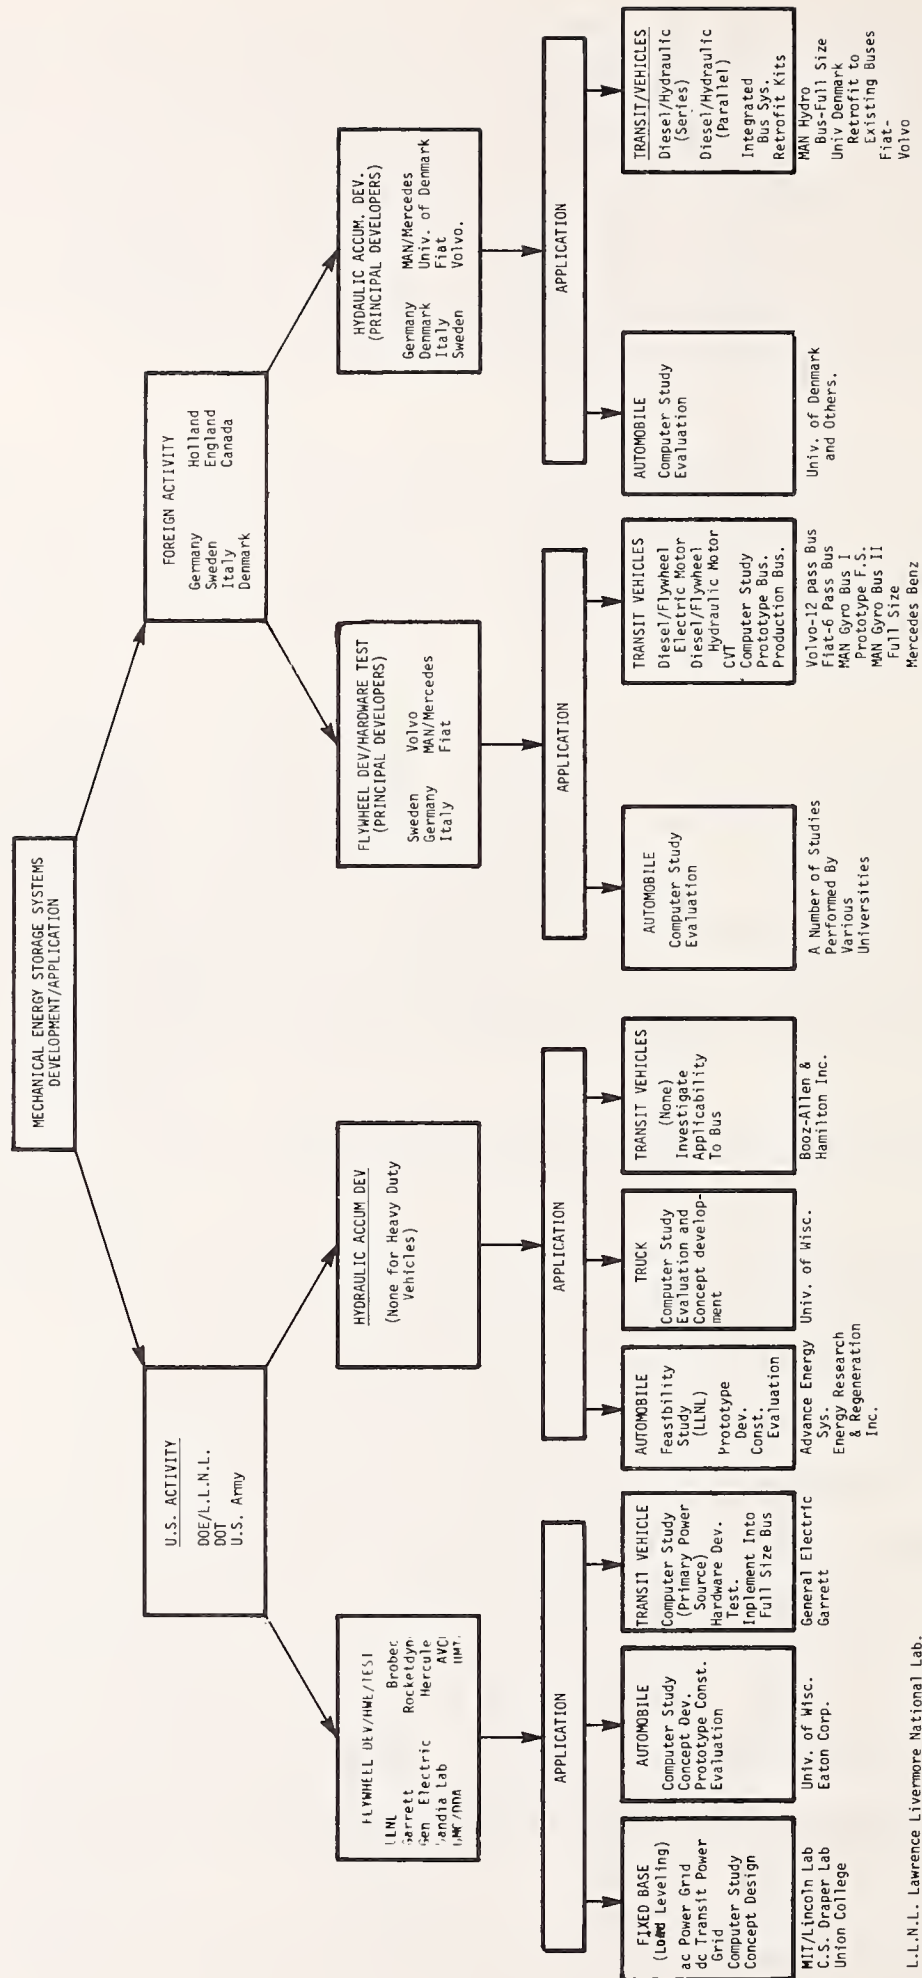 MECHANICAL ENERGY STORAGE SYSTEMS
DEVELOPMENT/APPLICATION
U.S. ACTIVITY
DOE/L.L.N.L.
DOT
U.S. Army
FOREIGN ACTIVITY
Germany Holland
Sweden England
Italy Canada
Denmark
FLYWHEEL DEV/HWE/TEST
LLNL Brobec
Garrett Rocketdyn
Gen Electric Hercule
Sandia Lab AVCO
HYDRAULIC ACCUM DEV
(None for Heavy Duty
Vehicles)
FLYWHEEL DEV/HARDWARE TEST
(PRINCIPAL DEVELOPERS)
Sweden Volvo
Germany MAN/Mercedes
Italy Fiat
HYDAULIC ACCUM. DEV.
(PRINCIPAL DEVELOPERS)
Germany MAN/Mercedes
Denmark Univ. of Denmark
Italy Fiat
Sweden Volvo.
APPLICATION
APPLICATION
APPLICATION
APPLICATION
FIXED BASE
(Load Leveling)
ac Power Grid
dc Transit Power
Grid
Computer Study
Concept Design
MIT/Lincoln Lab
C.S. Draper Lab
Union College
AUTOMOBILE
Computer Study
Concept Dev.
Prototype Const.
Evaluation
Univ. of Wisc.
Eaton Corp.
TRANSIT VEHICLE
Computer Study
(Primary Power
Source)
Hardware Dev.
Test.
Inplement Into
Full Size Bus
General Electric
Garrett
AUTOMOBILE
Feasibility
Study
(LLNL)
Prototype
Dev.
Const.
Evaluation
Advance Energy
Sys.
Energy Research
& Regeneration
Inc.
TRUCK
Computer Study
Evaluation and
Concept develop-
ment
Univ. of Wisc.
TRANSIT VEHICLES
(None)
Investigate
Applicability
To Bus
Booz-Allen &
Hamilton Inc.
AUTOMOBILE
Computer Study
Evaluation
A Number of Studies
Performed By
Various
Universities
TRANSIT VEHICLES
Diesel/Flywheel
Electric Motor
Diesel/Flywheel
Hydraulic Motor
CVT
Computer Study
Prototype Bus.
Production Bus.
Volvo-12 pass Bus
Fiat-6 Pass Bus
MAN Gyro Bus I
Prototype F.S.
MAN Gyro Bus II
Full Size
Mercedes Benz
AUTOMOBILE
Computer Study
Evaluation
Univ. of Denmark
and Others.
TRANSIT/VEHICLES
Diesel/Hydraulic
(Series)
Diesel/Hydraulic
(Parallel)
Integrated
Bus Sys.
Retrofit Kits
MAN Hydro
Bus-Full Size
Univ Denmark
Retrofit to
Existing Buses
Fiat-
Volvo
L.L.N.L. Lawrence Livermore National Lab.